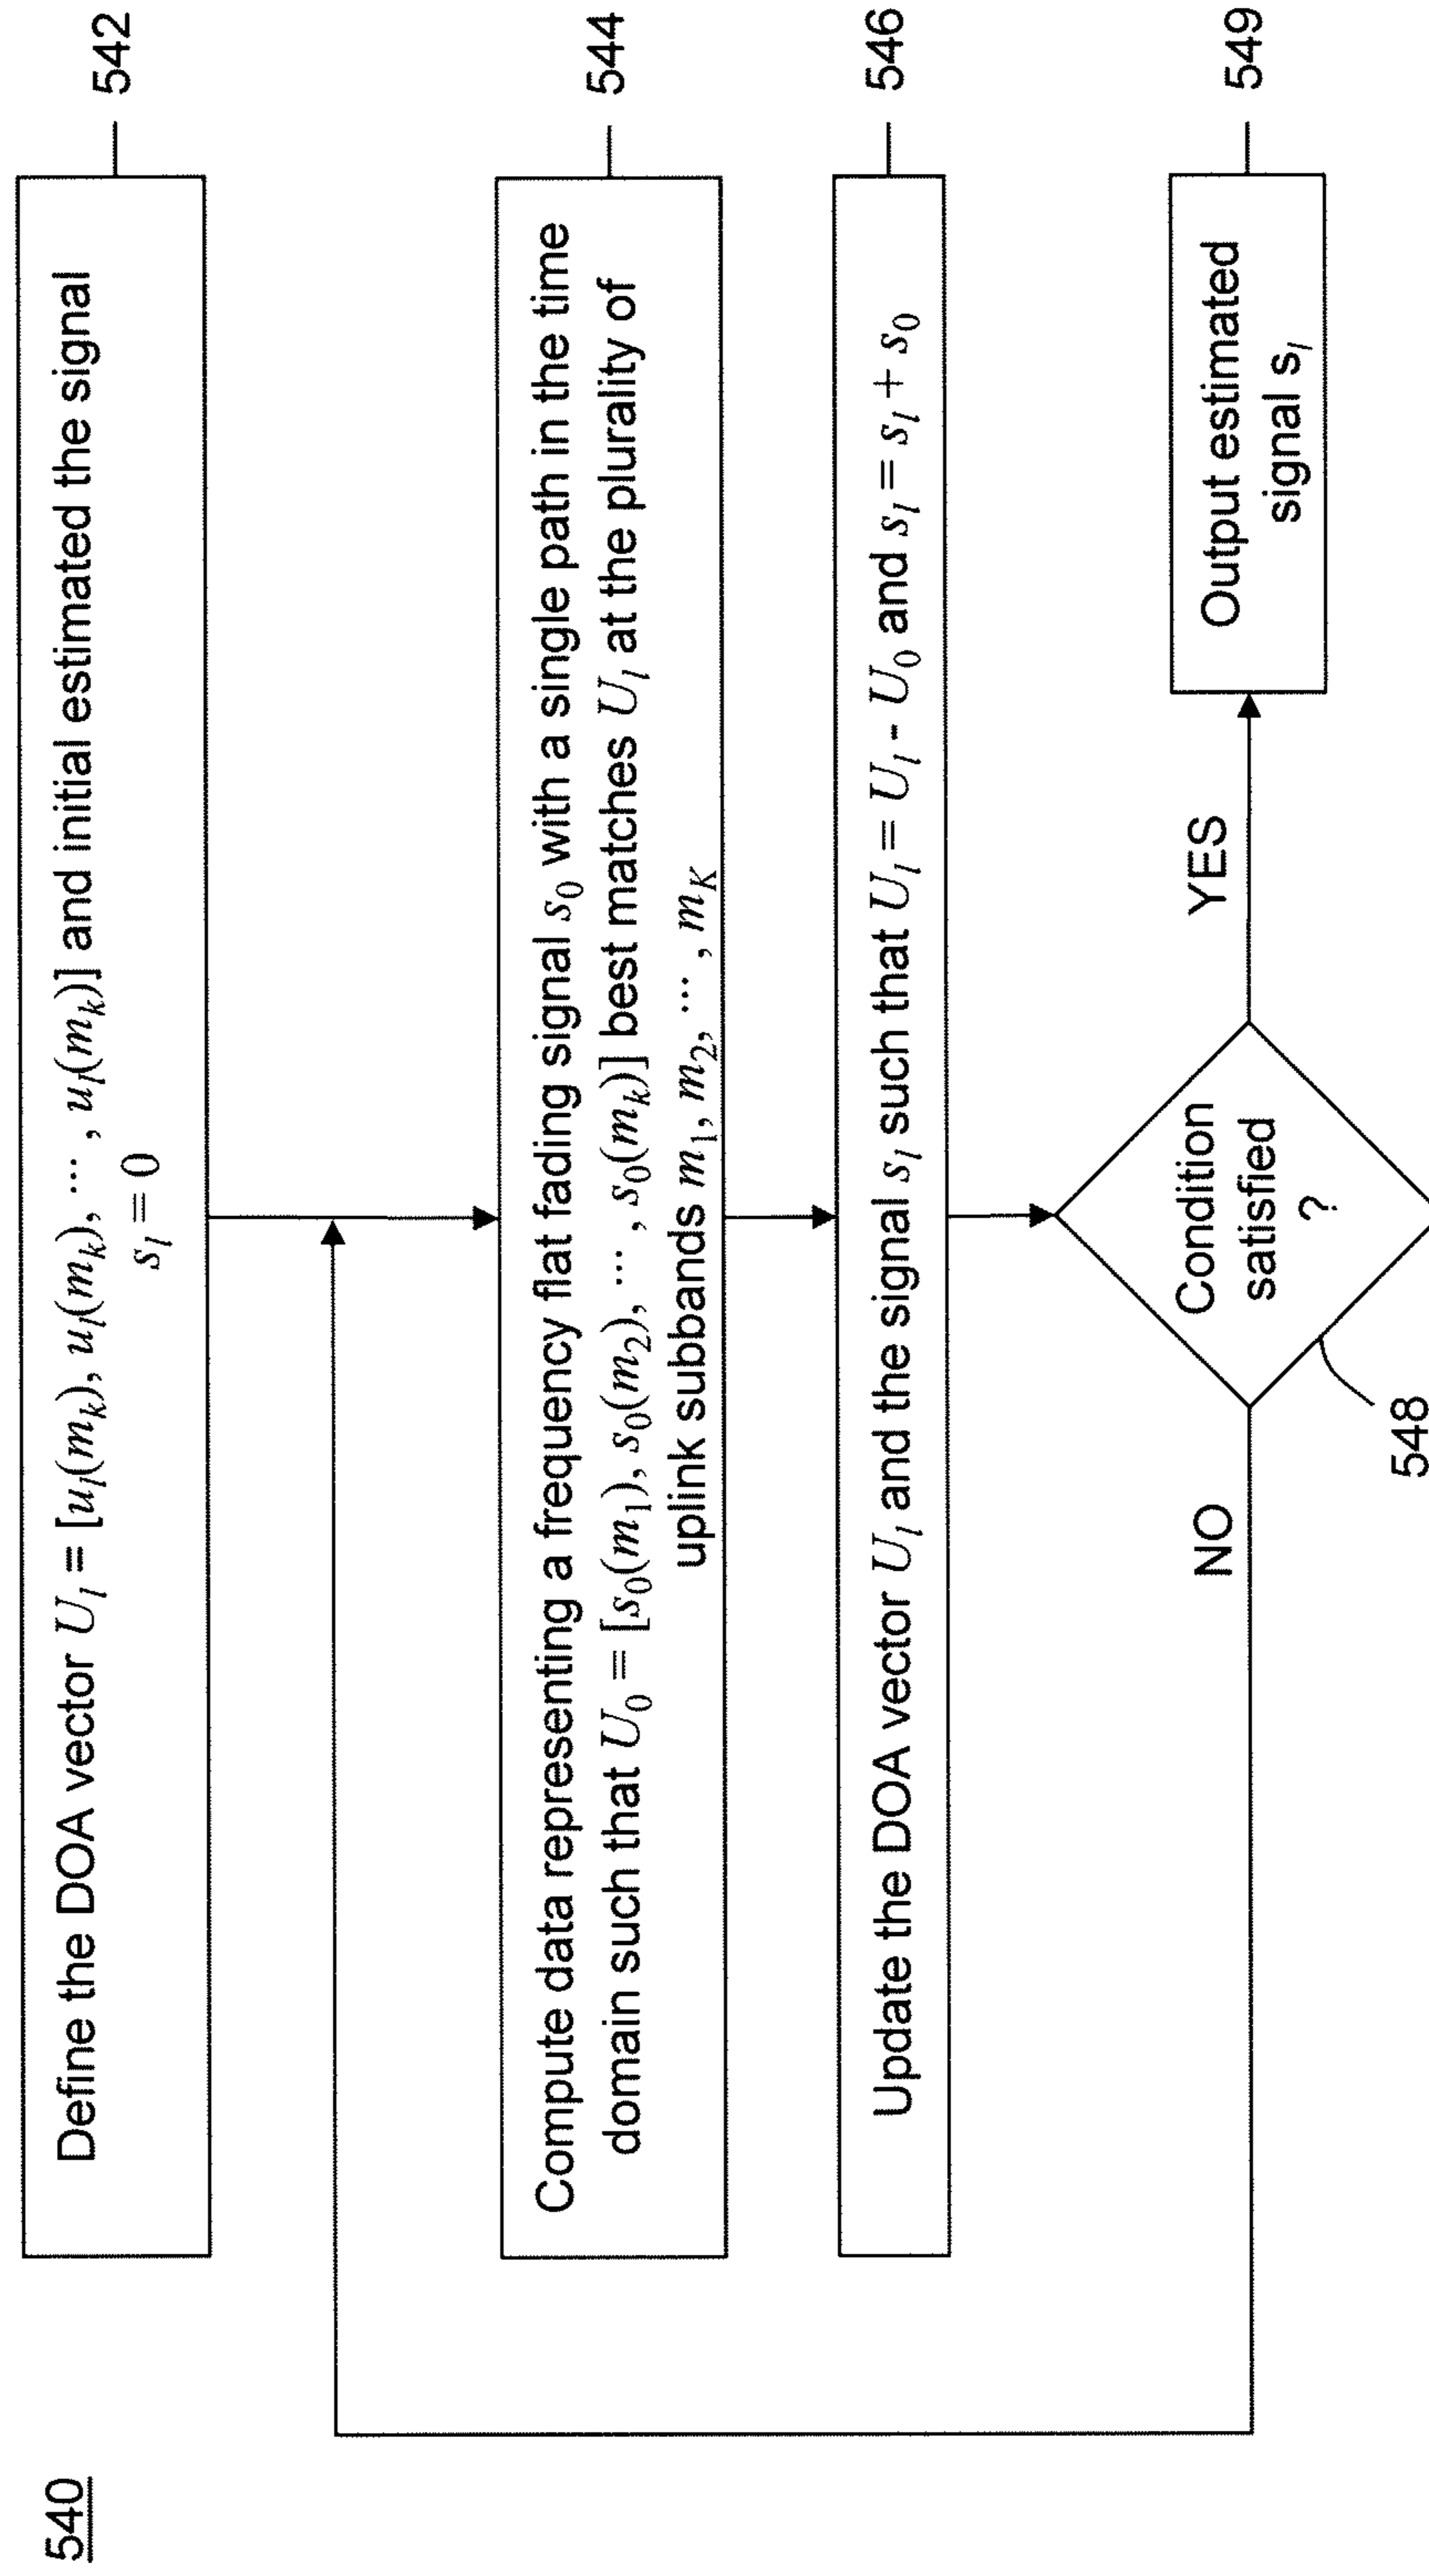 540
Define the DOA vector U_l = [u_l(m_k), u_l(m_k), ⋯ , u_l(m_k)] and initial estimated the signal
s_l = 0
542
Compute data representing a frequency flat fading signal s_0 with a single path in the time
domain such that U_0 = [s_0(m_1), s_0(m_2), ⋯ , s_0(m_k)] best matches U_l at the plurality of
uplink subbands m_1, m_2, ⋯ , m_K
544
Update the DOA vector U_l and the signal s_l such that U_l = U_l - U_0 and s_l = s_l + s_0
546
Condition
satisfied
?
548
NO
YES
Output estimated
signal s_l
549